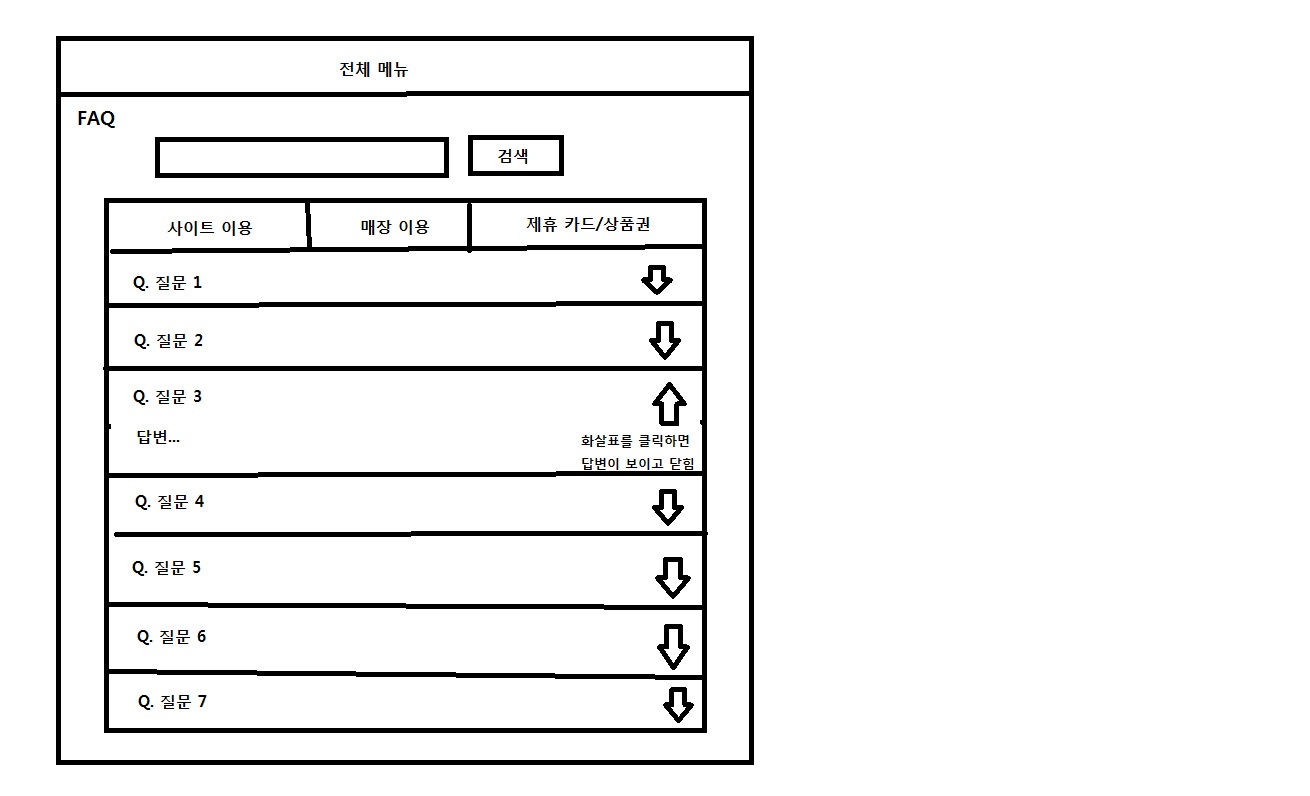 전체 메뉴
FAQ
검색
사이트 이용
매장 이용
제휴 카드/상품권
Q. 질문 1
Q. 질문 2
Q. 질문 3
답변...
화살표를 클릭하면
답변이 보이고 닫힘
Q. 질문 4
Q. 질문 5
Q. 질문 6
Q. 질문 7